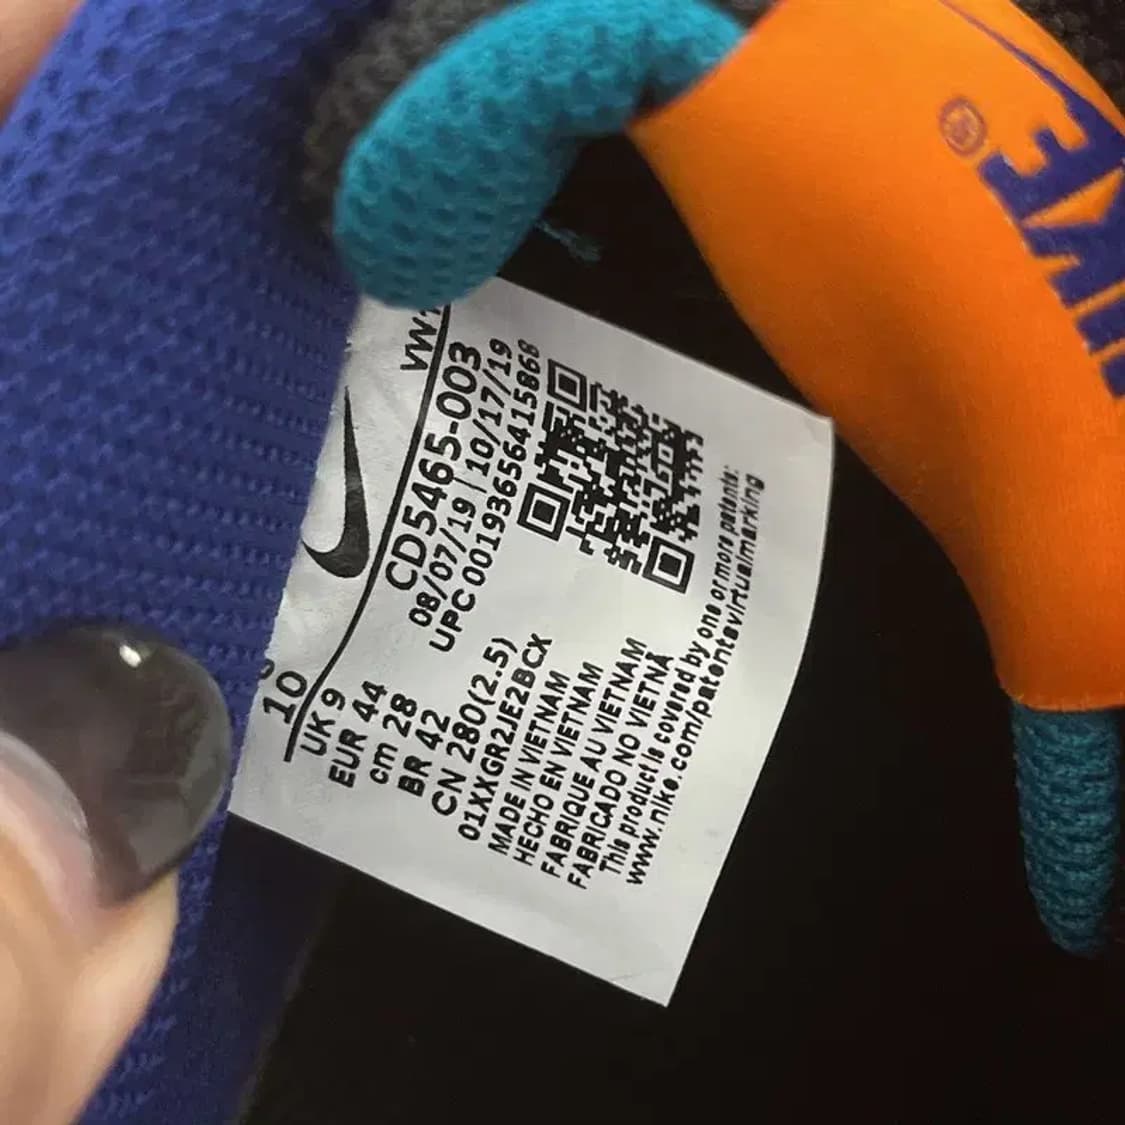 10
UK 9
EUR 44
cm 28
BR 42
CN 280(2.5)
01XXGR2JE2BCX
MADE IN VIETNAM
HECHO EN VIETNAM
FABRIQUE AU VIETNAM
FABRICADO NO VIETNÃ
This product is covered by one or more patents:
www.nike.com/patentsvirtualmarking
CD5465-003
08/07/19 | 10/17/19
UPC 00193656415868